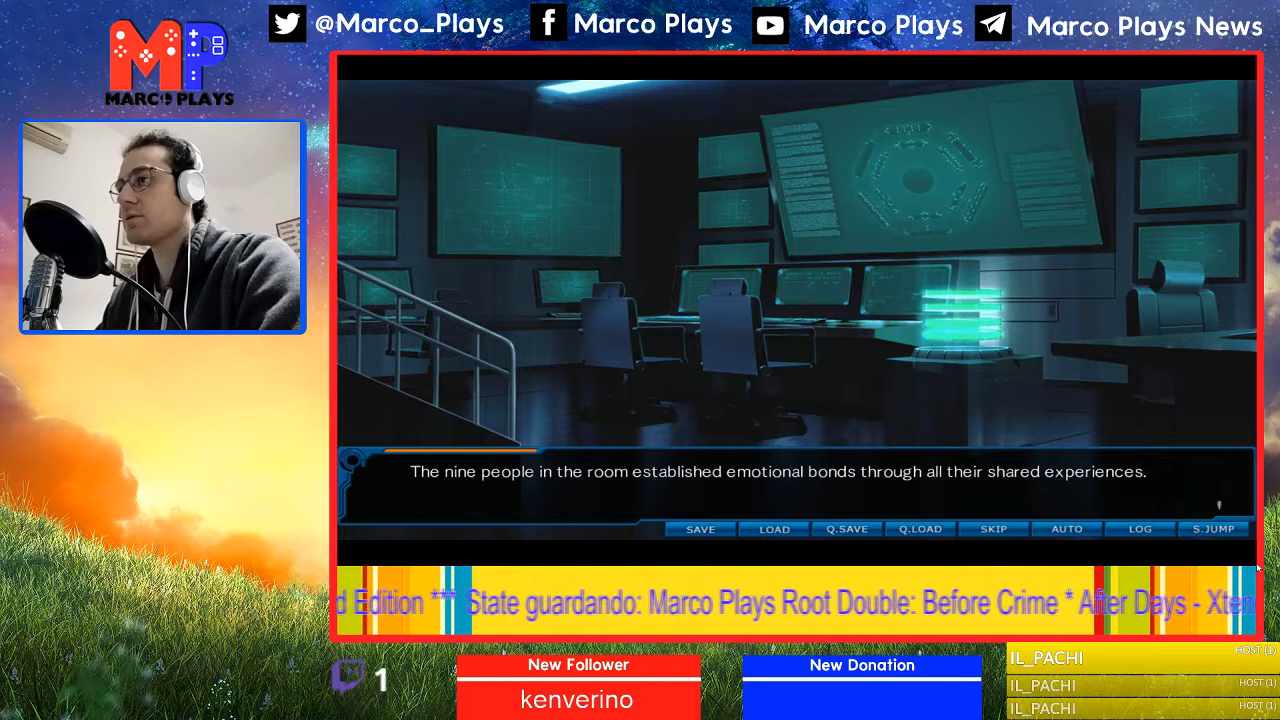 @Marco_Plays
Marco Plays
Marco Plays
Marco Plays News
MP
MARCO PLAYS
The nine people in the room established emotional bonds through all their shared experiences.
SAVE
LOAD
Q.SAVE
Q.LOAD
SKIP
AUTO
LOG
S.JUMP
d Edition *** State guardando: Marco Plays Root Double: Before Crime * After Days - Xten
1
New Follower
kenverino
New Donation
IL_PACHI
HOST (1)
IL_PACHI
HOST (1)
IL_PACHI
HOST (1)